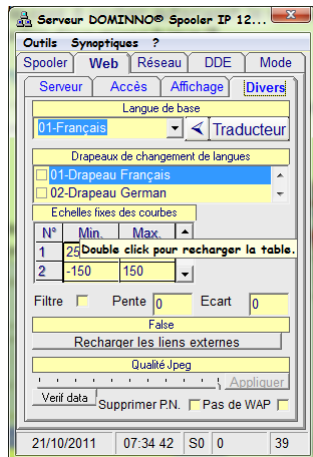 Serveur DOMINNO® Spooler IP 12...
Outils Synoptiques ?
Spooler Web Réseau DDE Mode
Serveur Accès Affichage Divers
Langue de base
01-Français < Traducteur
Drapeaux de changement de langues
01-Drapeau Français
02-Drapeau German
Echelles fixes des courbes
N° Min. Max.
1 25 Double click pour recharger la table.
2 -150 150
Filtre Pente 0 Ecart 0
False
Recharger les liens externes
Qualité Jpeg
Appliquer
Verif data Supprimer P.N. Pas de WAP
21/10/2011 07:34 42 S0 0 39